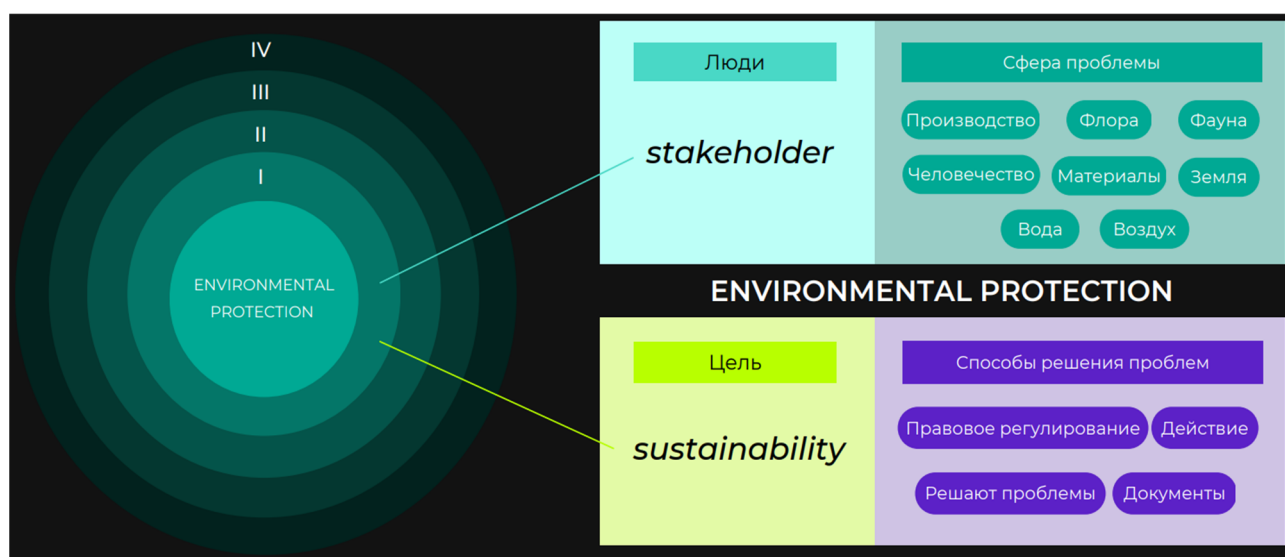 IV
III
II
I
ENVIRONMENTAL
PROTECTION
Люди
stakeholder
Сфера проблемы
Производство Флора Фауна
Человечество Материалы Земля
Вода Воздух
ENVIRONMENTAL PROTECTION
Цель
sustainability
Способы решения проблем
Правовое регулирование Действие
Решают проблемы Документы